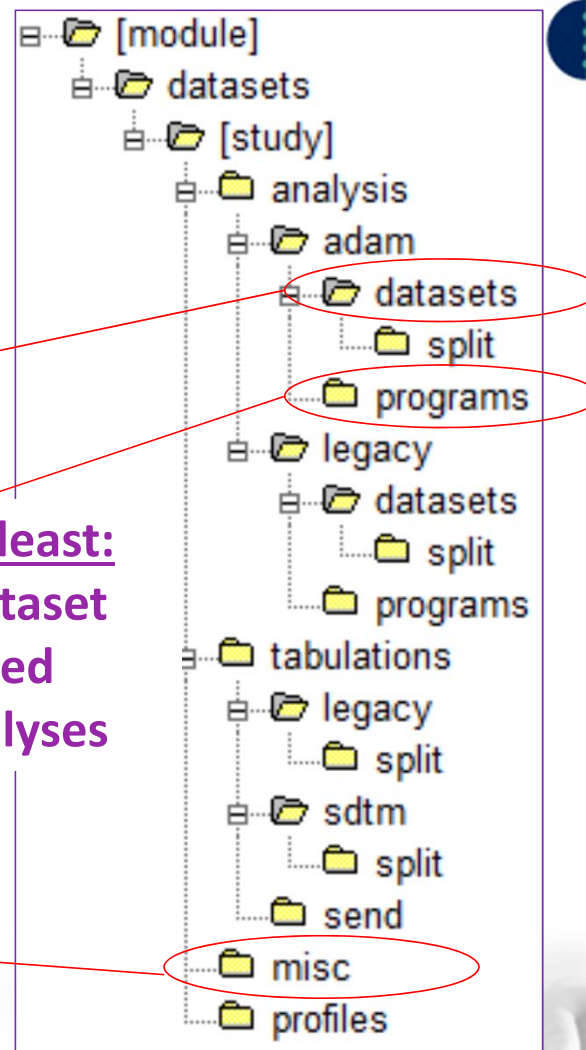 [module]
datasets
[study]
analysis
adam
datasets
split
programs
legacy
datasets
split
programs
least:
taset
ed
lyses
tabulations
legacy
split
sdtm
split
send
misc
profiles